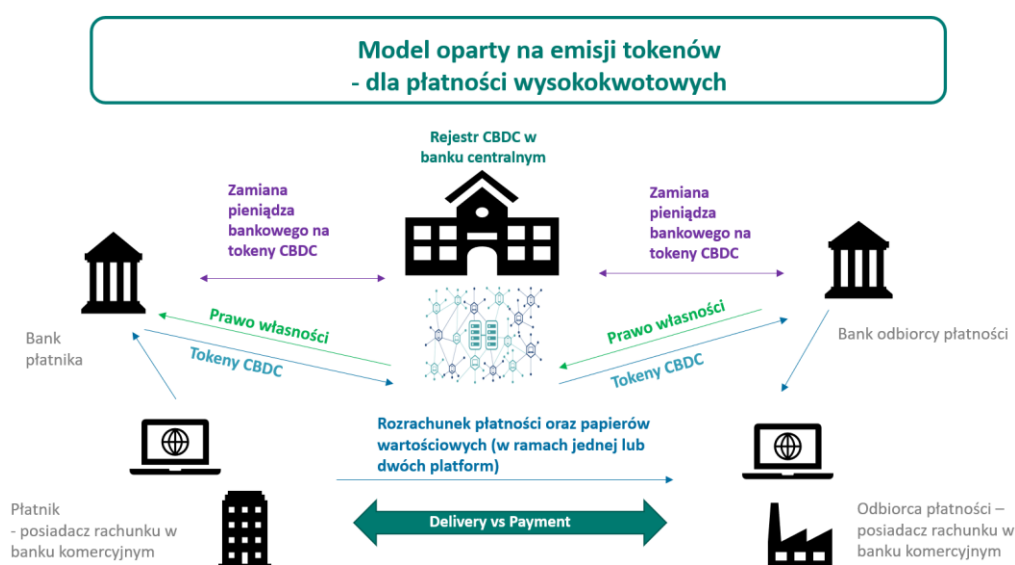 Model oparty na emisji tokenów
- dla płatności wysokokwotowych
Rejestr CBDC w
banku centralnym
Zamiana
pieniądza
bankowego na
tokeny CBDC
Zamiana
pieniądza
bankowego na
tokeny CBDC
Prawo własności
Tokeny CBDC
Prawo własności
Tokeny CBDC
Bank
płatnika
Bank odbiorcy płatności
Rozrachunek płatności oraz papierów
wartościowych (w ramach jednej lub
dwóch platform)
Delivery vs Payment
Płatnik
- posiadacz rachunku w
banku komercyjnym
Odbiorca płatności –
posiadacz rachunku w
banku komercyjnym